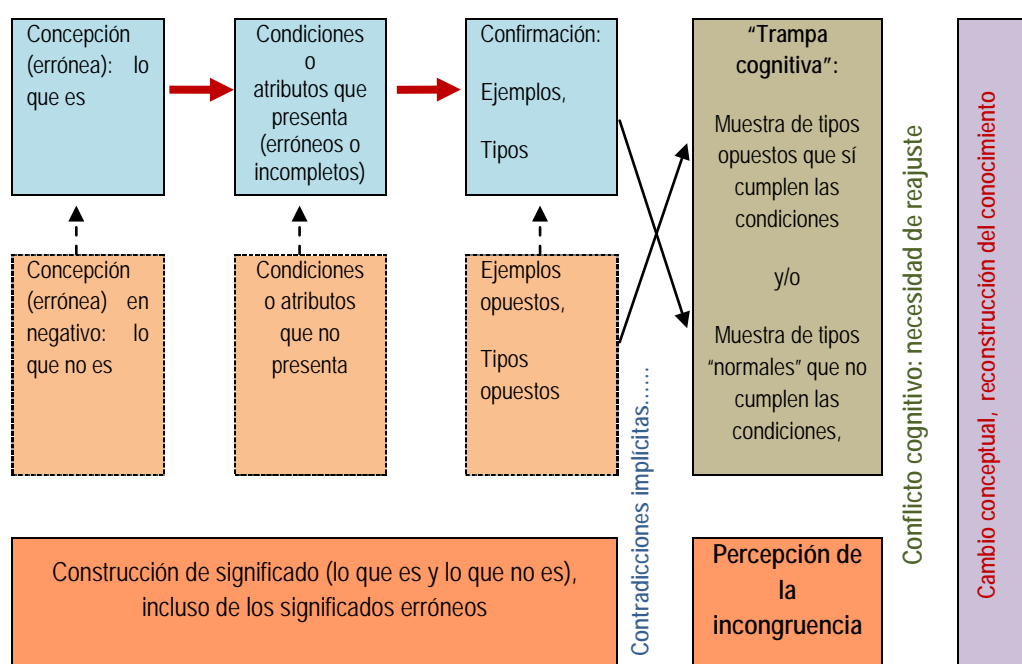 Concepción
(errónea): lo
que es
Condiciones
o
atributos que
presenta
(erróneos o
incompletos)
Confirmación:
Ejemplos,
Tipos
“Trampa
cognitiva”:
Muestra de tipos
opuestos que sí
cumplen las
condiciones
y/o
Muestra de tipos
“normales” que no
cumplen las
condiciones,
Concepción
(errónea) en
negativo: lo
que no es
Condiciones
o atributos
que no
presenta
Ejemplos
opuestos,
Tipos
opuestos
Contradicciones implícitas......
Conflicto cognitivo: necesidad de reajuste
Cambio conceptual, reconstrucción del conocimiento
Construcción de significado (lo que es y lo que no es),
incluso de los significados erróneos
Percepción de
la
incongruencia